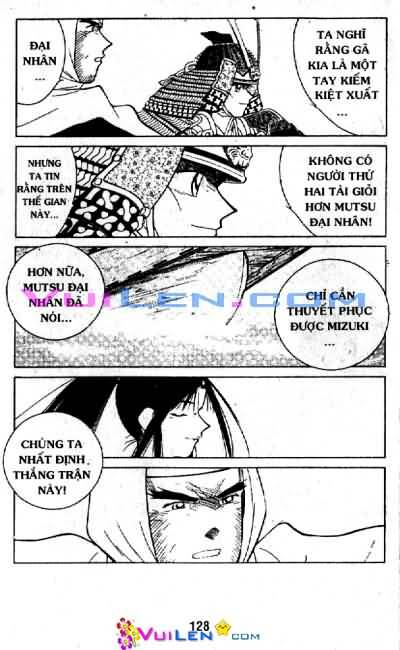 ĐẠI
NHÂN
...
TA NGHĨ
RẰNG GÃ
KIA LÀ MỘT
TAY KIẾM
KIỆT XUẤT
...
NHƯNG
TA TIN
RẰNG TRÊN
THẾ GIAN
NÀY...
KHÔNG CÓ
NGƯỜI THỨ
HAI TÀI GIỎI
HƠN MUTSU
ĐẠI NHÂN!
HƠN NỮA,
MUTSU ĐẠI
NHÂN ĐÃ
NÓI...
CHỈ CẦN
THUYẾT PHỤC
ĐƯỢC MIZUKI
...
VUILEN.COM
CHÚNG TA
NHẤT ĐỊNH
THẮNG TRẬN
NÀY!
128
VUILEN.COM